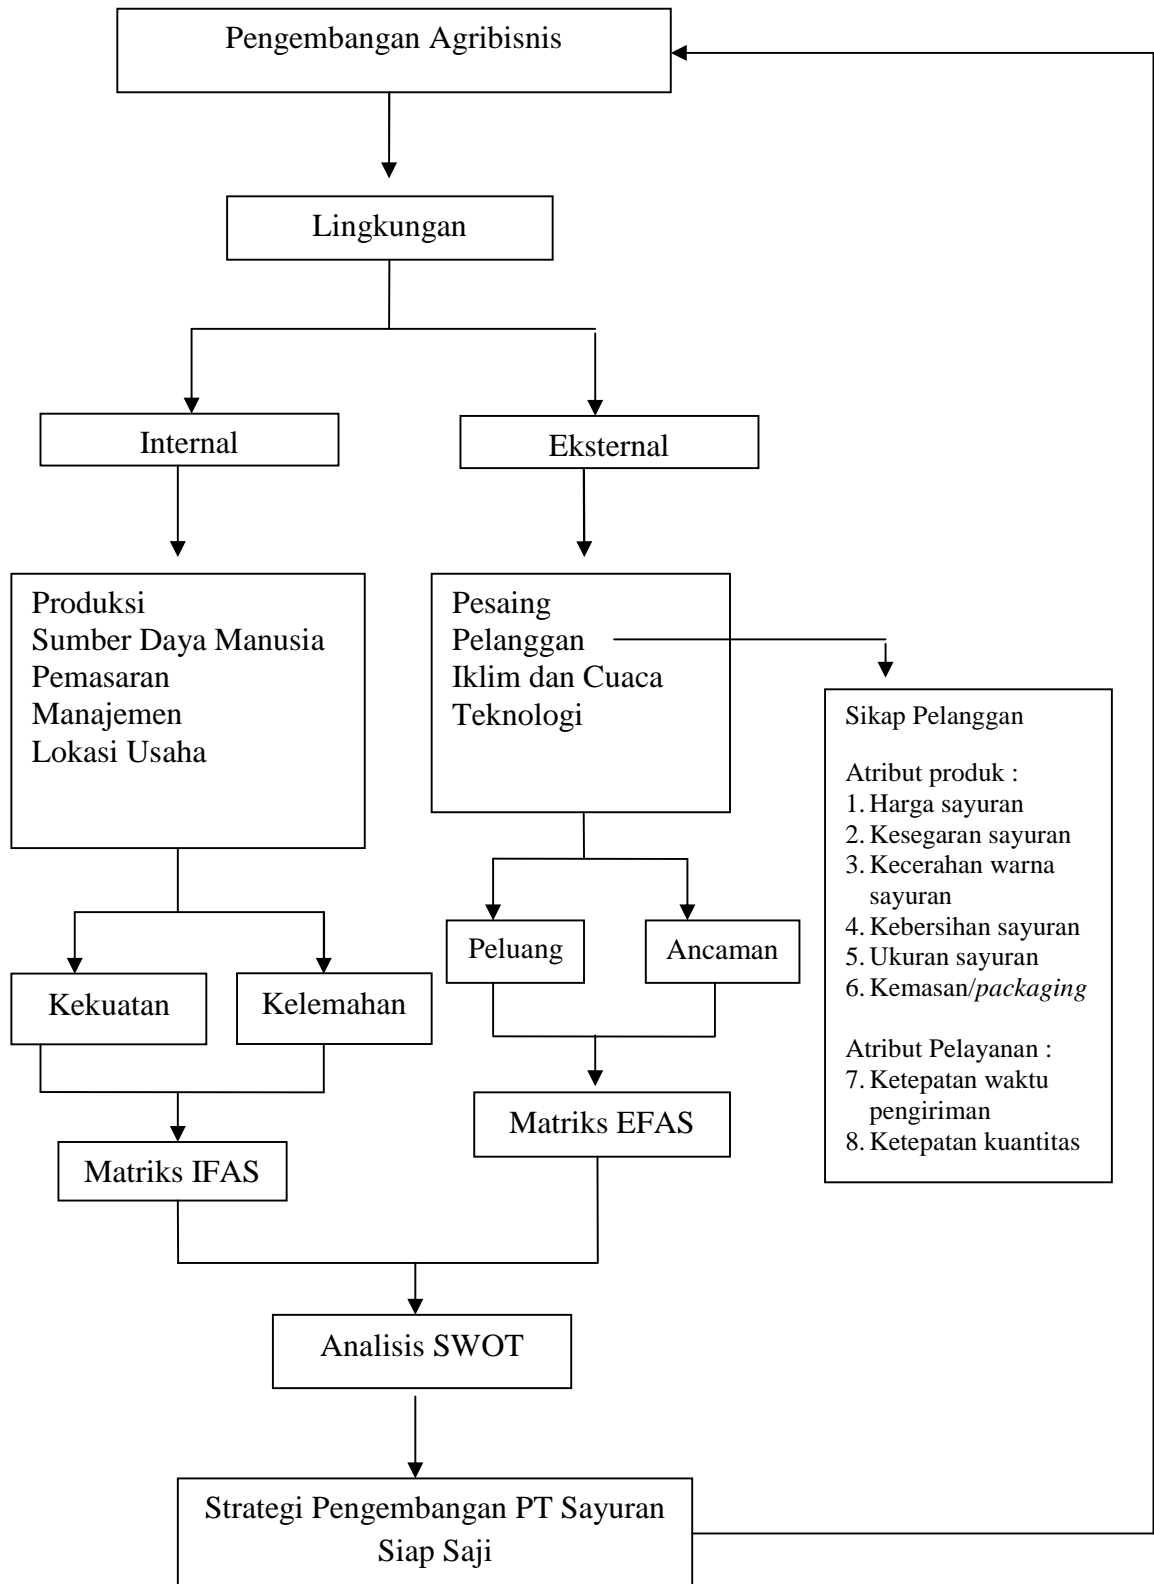 Pengembangan Agribisnis
Lingkungan
Internal
Eksternal
Produksi
Sumber Daya Manusia
Pemasaran
Manajemen
Lokasi Usaha
Pesaing
Pelanggan
Iklim dan Cuaca
Teknologi
Sikap Pelanggan
Atribut produk :
1. Harga sayuran
2. Kesegaran sayuran
3. Kecerahan warna
sayuran
4. Kebersihan sayuran
5. Ukuran sayuran
6. Kemasan/packaging
Atribut Pelayanan :
7. Ketepatan waktu
pengiriman
8. Ketepatan kuantitas
Kekuatan
Kelemahan
Peluang
Ancaman
Matriks IFAS
Matriks EFAS
Analisis SWOT
Strategi Pengembangan PT Sayuran
Siap Saji